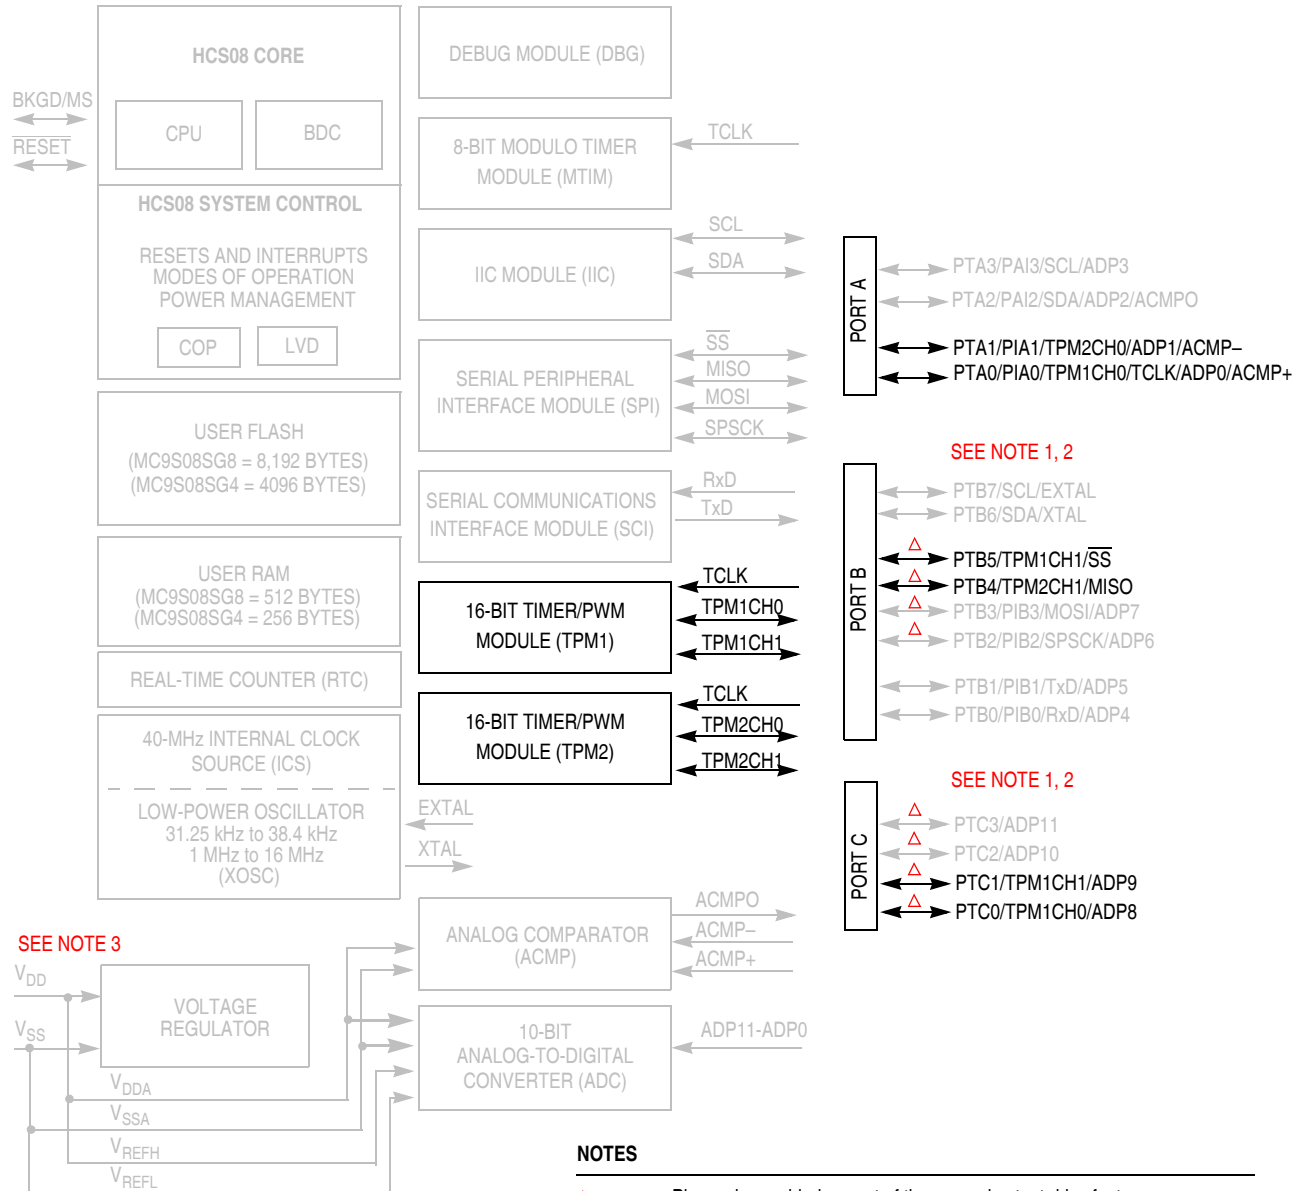 HCS08 CORE
CPU
BDC
BKGD/MS
RESET
HCS08 SYSTEM CONTROL
RESETS AND INTERRUPTS
MODES OF OPERATION
POWER MANAGEMENT
COP
LVD
USER FLASH
(MC9S08SG8 = 8,192 BYTES)
(MC9S08SG4 = 4096 BYTES)
USER RAM
(MC9S08SG8 = 512 BYTES)
(MC9S08SG4 = 256 BYTES)
REAL-TIME COUNTER (RTC)
40-MHz INTERNAL CLOCK
SOURCE (ICS)
LOW-POWER OSCILLATOR
31.25 kHz to 38.4 kHz
1 MHz to 16 MHz
(XOSC)
EXTAL
XTAL
SEE NOTE 3
VDD
VSS
VOLTAGE
REGULATOR
VDDA
VSSA
VREFH
VREFL
DEBUG MODULE (DBG)
8-BIT MODULO TIMER
MODULE (MTIM)
TCLK
IIC MODULE (IIC)
SCL
SDA
SERIAL PERIPHERAL
INTERFACE MODULE (SPI)
SS
MISO
MOSI
SPSCK
SERIAL COMMUNICATIONS
INTERFACE MODULE (SCI)
RxD
TxD
16-BIT TIMER/PWM
MODULE (TPM1)
TCLK
TPM1CH0
TPM1CH1
16-BIT TIMER/PWM
MODULE (TPM2)
TCLK
TPM2CH0
TPM2CH1
ANALOG COMPARATOR
(ACMP)
ACMPO
ACMP–
ACMP+
10-BIT
ANALOG-TO-DIGITAL
CONVERTER (ADC)
ADP11-ADP0
PORT A
PTA3/PAI3/SCL/ADP3
PTA2/PAI2/SDA/ADP2/ACMPO
PTA1/PIA1/TPM2CH0/ADP1/ACMP–
PTA0/PIA0/TPM1CH0/TCLK/ADP0/ACMP+
SEE NOTE 1, 2
PORT B
PTB7/SCL/EXTAL
PTB6/SDA/XTAL
PTB5/TPM1CH1/SS
PTB4/TPM2CH1/MISO
PTB3/PIB3/MOSI/ADP7
PTB2/PIB2/SPSCK/ADP6
PTB1/PIB1/TxD/ADP5
PTB0/PIB0/RxD/ADP4
SEE NOTE 1, 2
PORT C
PTC3/ADP11
PTC2/ADP10
PTC1/TPM1CH1/ADP9
PTC0/TPM1CH0/ADP8
NOTES